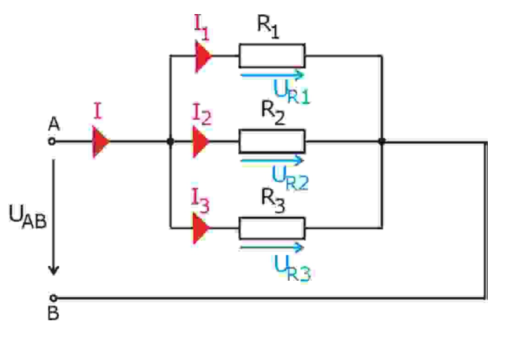 I1 R1
UR1
A I I2 R2
UR2
UAB I3 R3
UR3
B